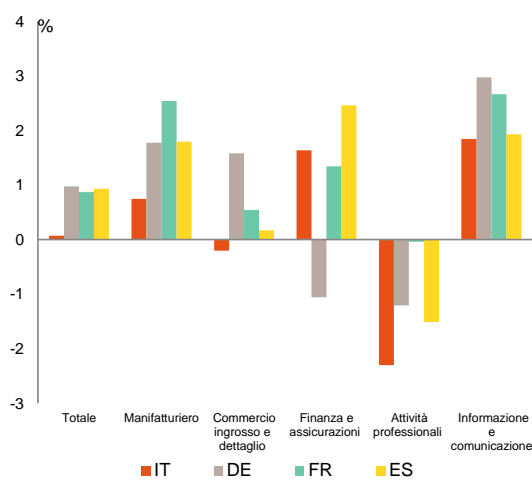 %
4
3
2
1
0
-1
-2
-3
Totale
Manifatturiero
Commercio
ingrosso e
dettaglio
Finanza e
assicurazioni
Attività
professionali
Informazione
e
comunicazione
IT DE FR ES